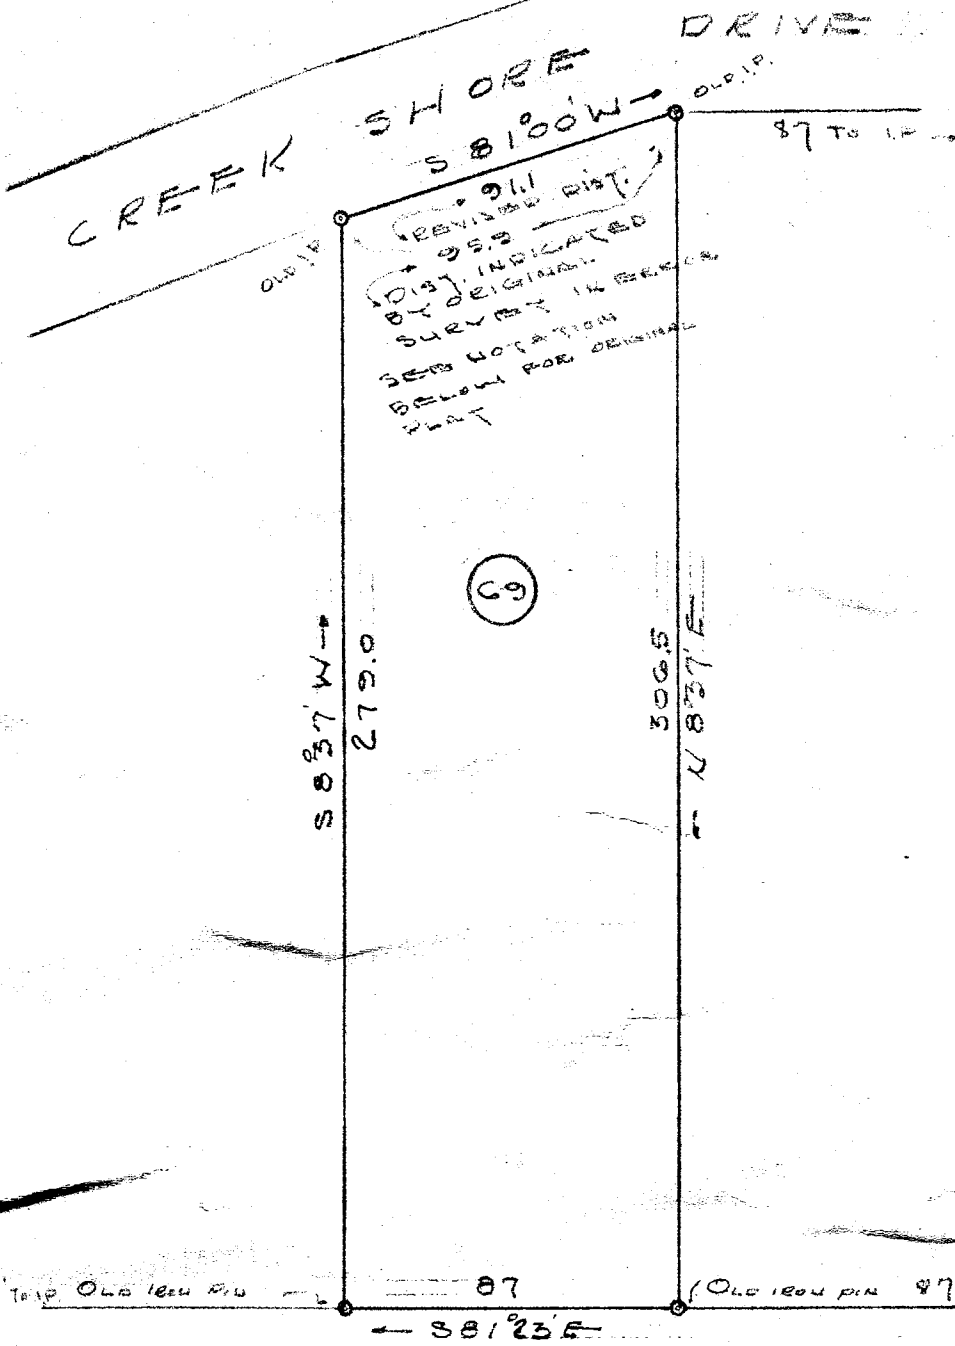 CREEK SHORE DRIVE
OLD I.P.
S 81°00' W
87 TO I.P.
91.1
REVISED DIST.
OLD I.P.
95.5
DIST. INDICATED
BY ORIGINAL
SURVEY IN ERROR
SEE NOTATION
BELOW FOR ORIGINAL
PLAT
69
S 8°37' W
279.0
306.5
N 8°37' E
TO I.P. OLD IRON PIN
87
OLD IRON PIN 87
S 81°23' E